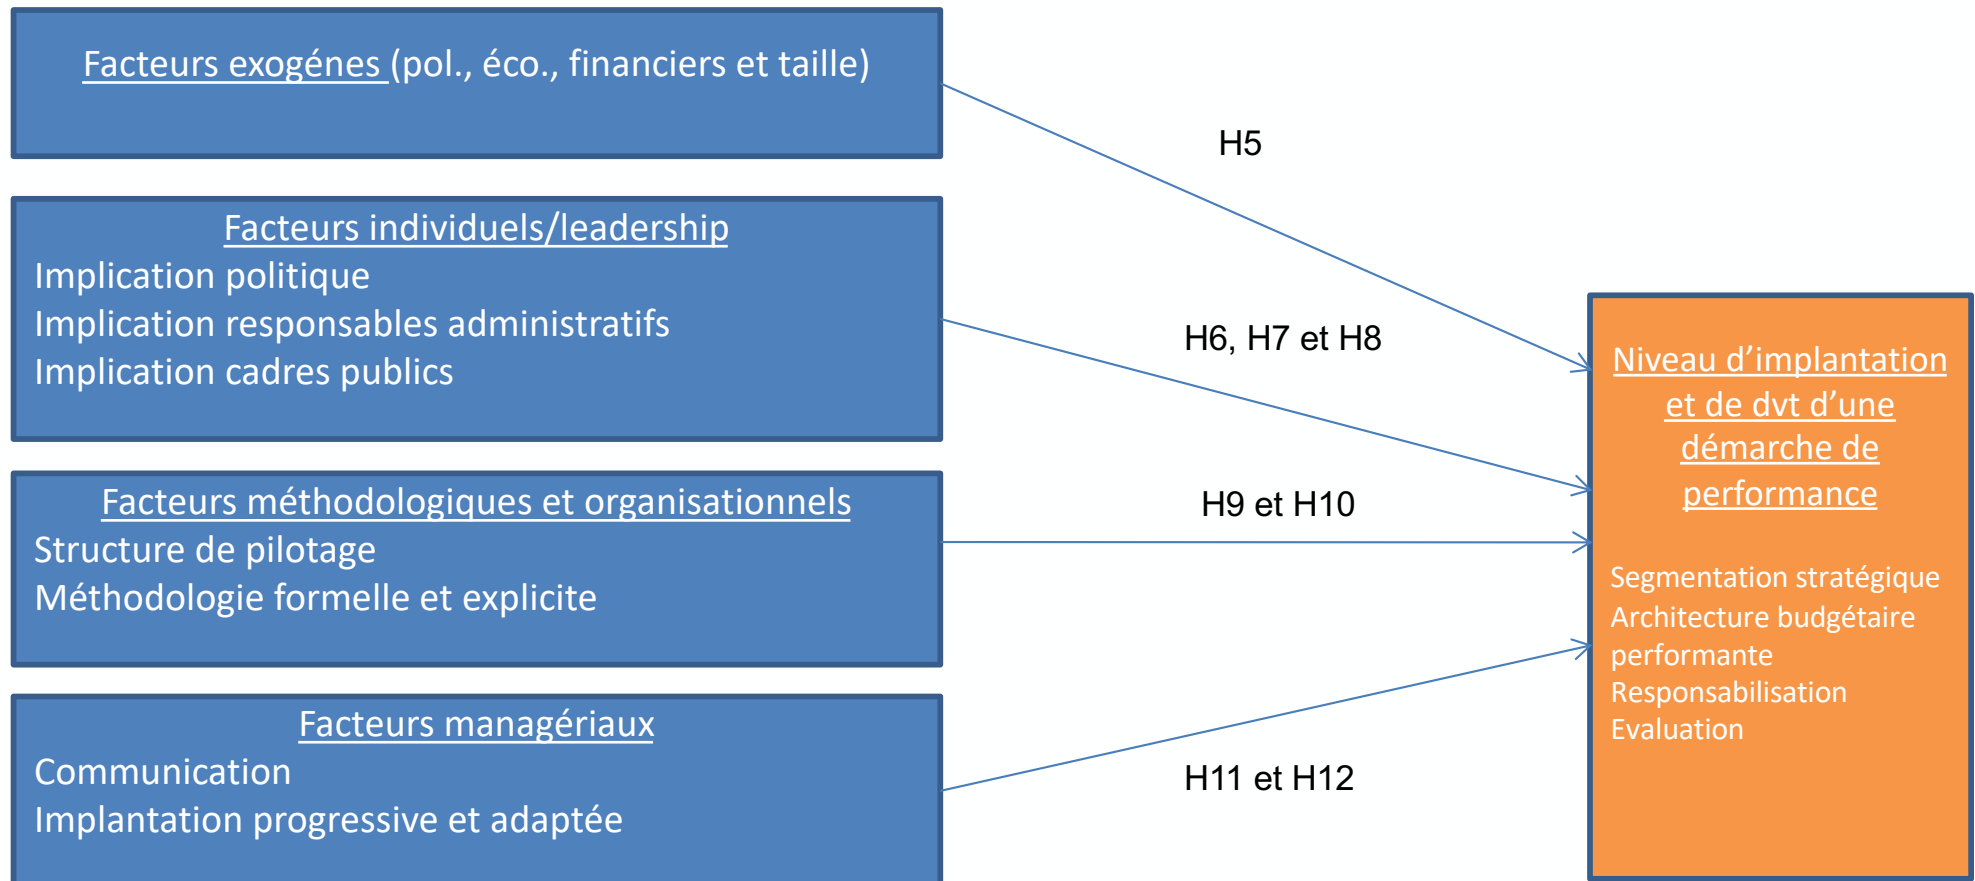 Facteurs exogénes (pol., éco., financiers et taille)
H5
Facteurs individuels/leadership
Implication politique
Implication responsables administratifs
Implication cadres publics
H6, H7 et H8
Facteurs méthodologiques et organisationnels
Structure de pilotage
Méthodologie formelle et explicite
H9 et H10
Facteurs managériaux
Communication
Implantation progressive et adaptée
H11 et H12
Niveau d’implantation
et de dvt d’une
démarche de
performance
Segmentation stratégique
Architecture budgétaire
performante
Responsabilisation
Evaluation